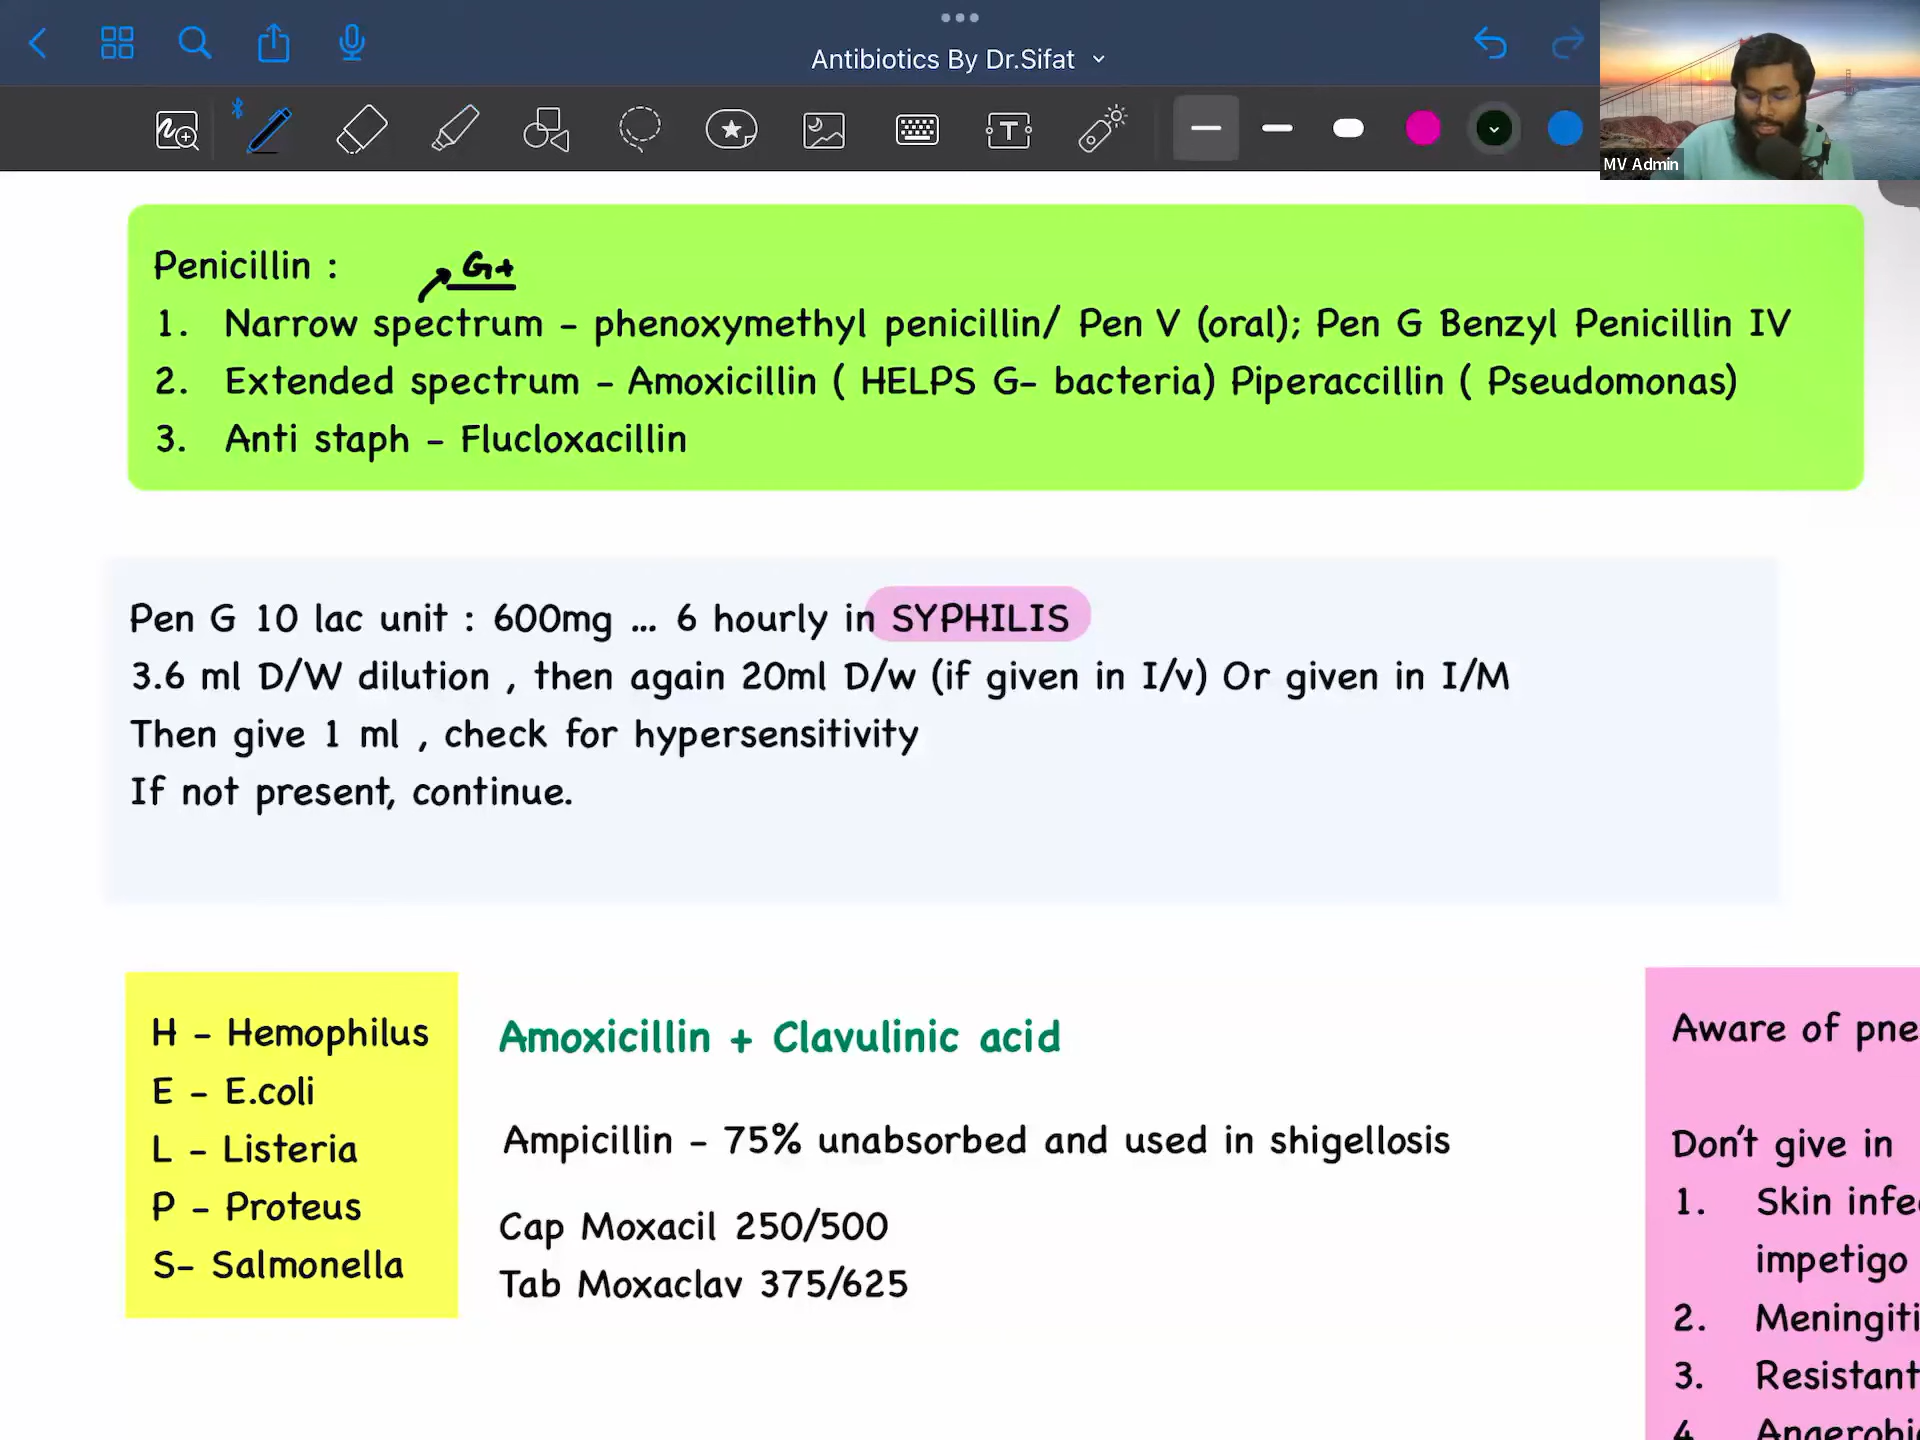 Antibiotics By Dr.Sifat
MV Admin
Penicillin :
G+
1. Narrow spectrum - phenoxymethyl penicillin/ Pen V (oral); Pen G Benzyl Penicillin IV
2. Extended spectrum - Amoxicillin ( HELPS G- bacteria) Piperaccillin ( Pseudomonas)
3. Anti staph - Flucloxacillin
Pen G 10 lac unit : 600mg ... 6 hourly in SYPHILIS
3.6 ml D/W dilution , then again 20ml D/w (if given in I/v) Or given in I/M
Then give 1 ml , check for hypersensitivity
If not present, continue.
H - Hemophilus
E - E.coli
L - Listeria
P - Proteus
S- Salmonella
Amoxicillin + Clavulinic acid
Ampicillin - 75% unabsorbed and used in shigellosis
Cap Moxacil 250/500
Tab Moxaclav 375/625
Aware of
Don't give in
1. Skin
impetigo
2.
3. Resistant
4.